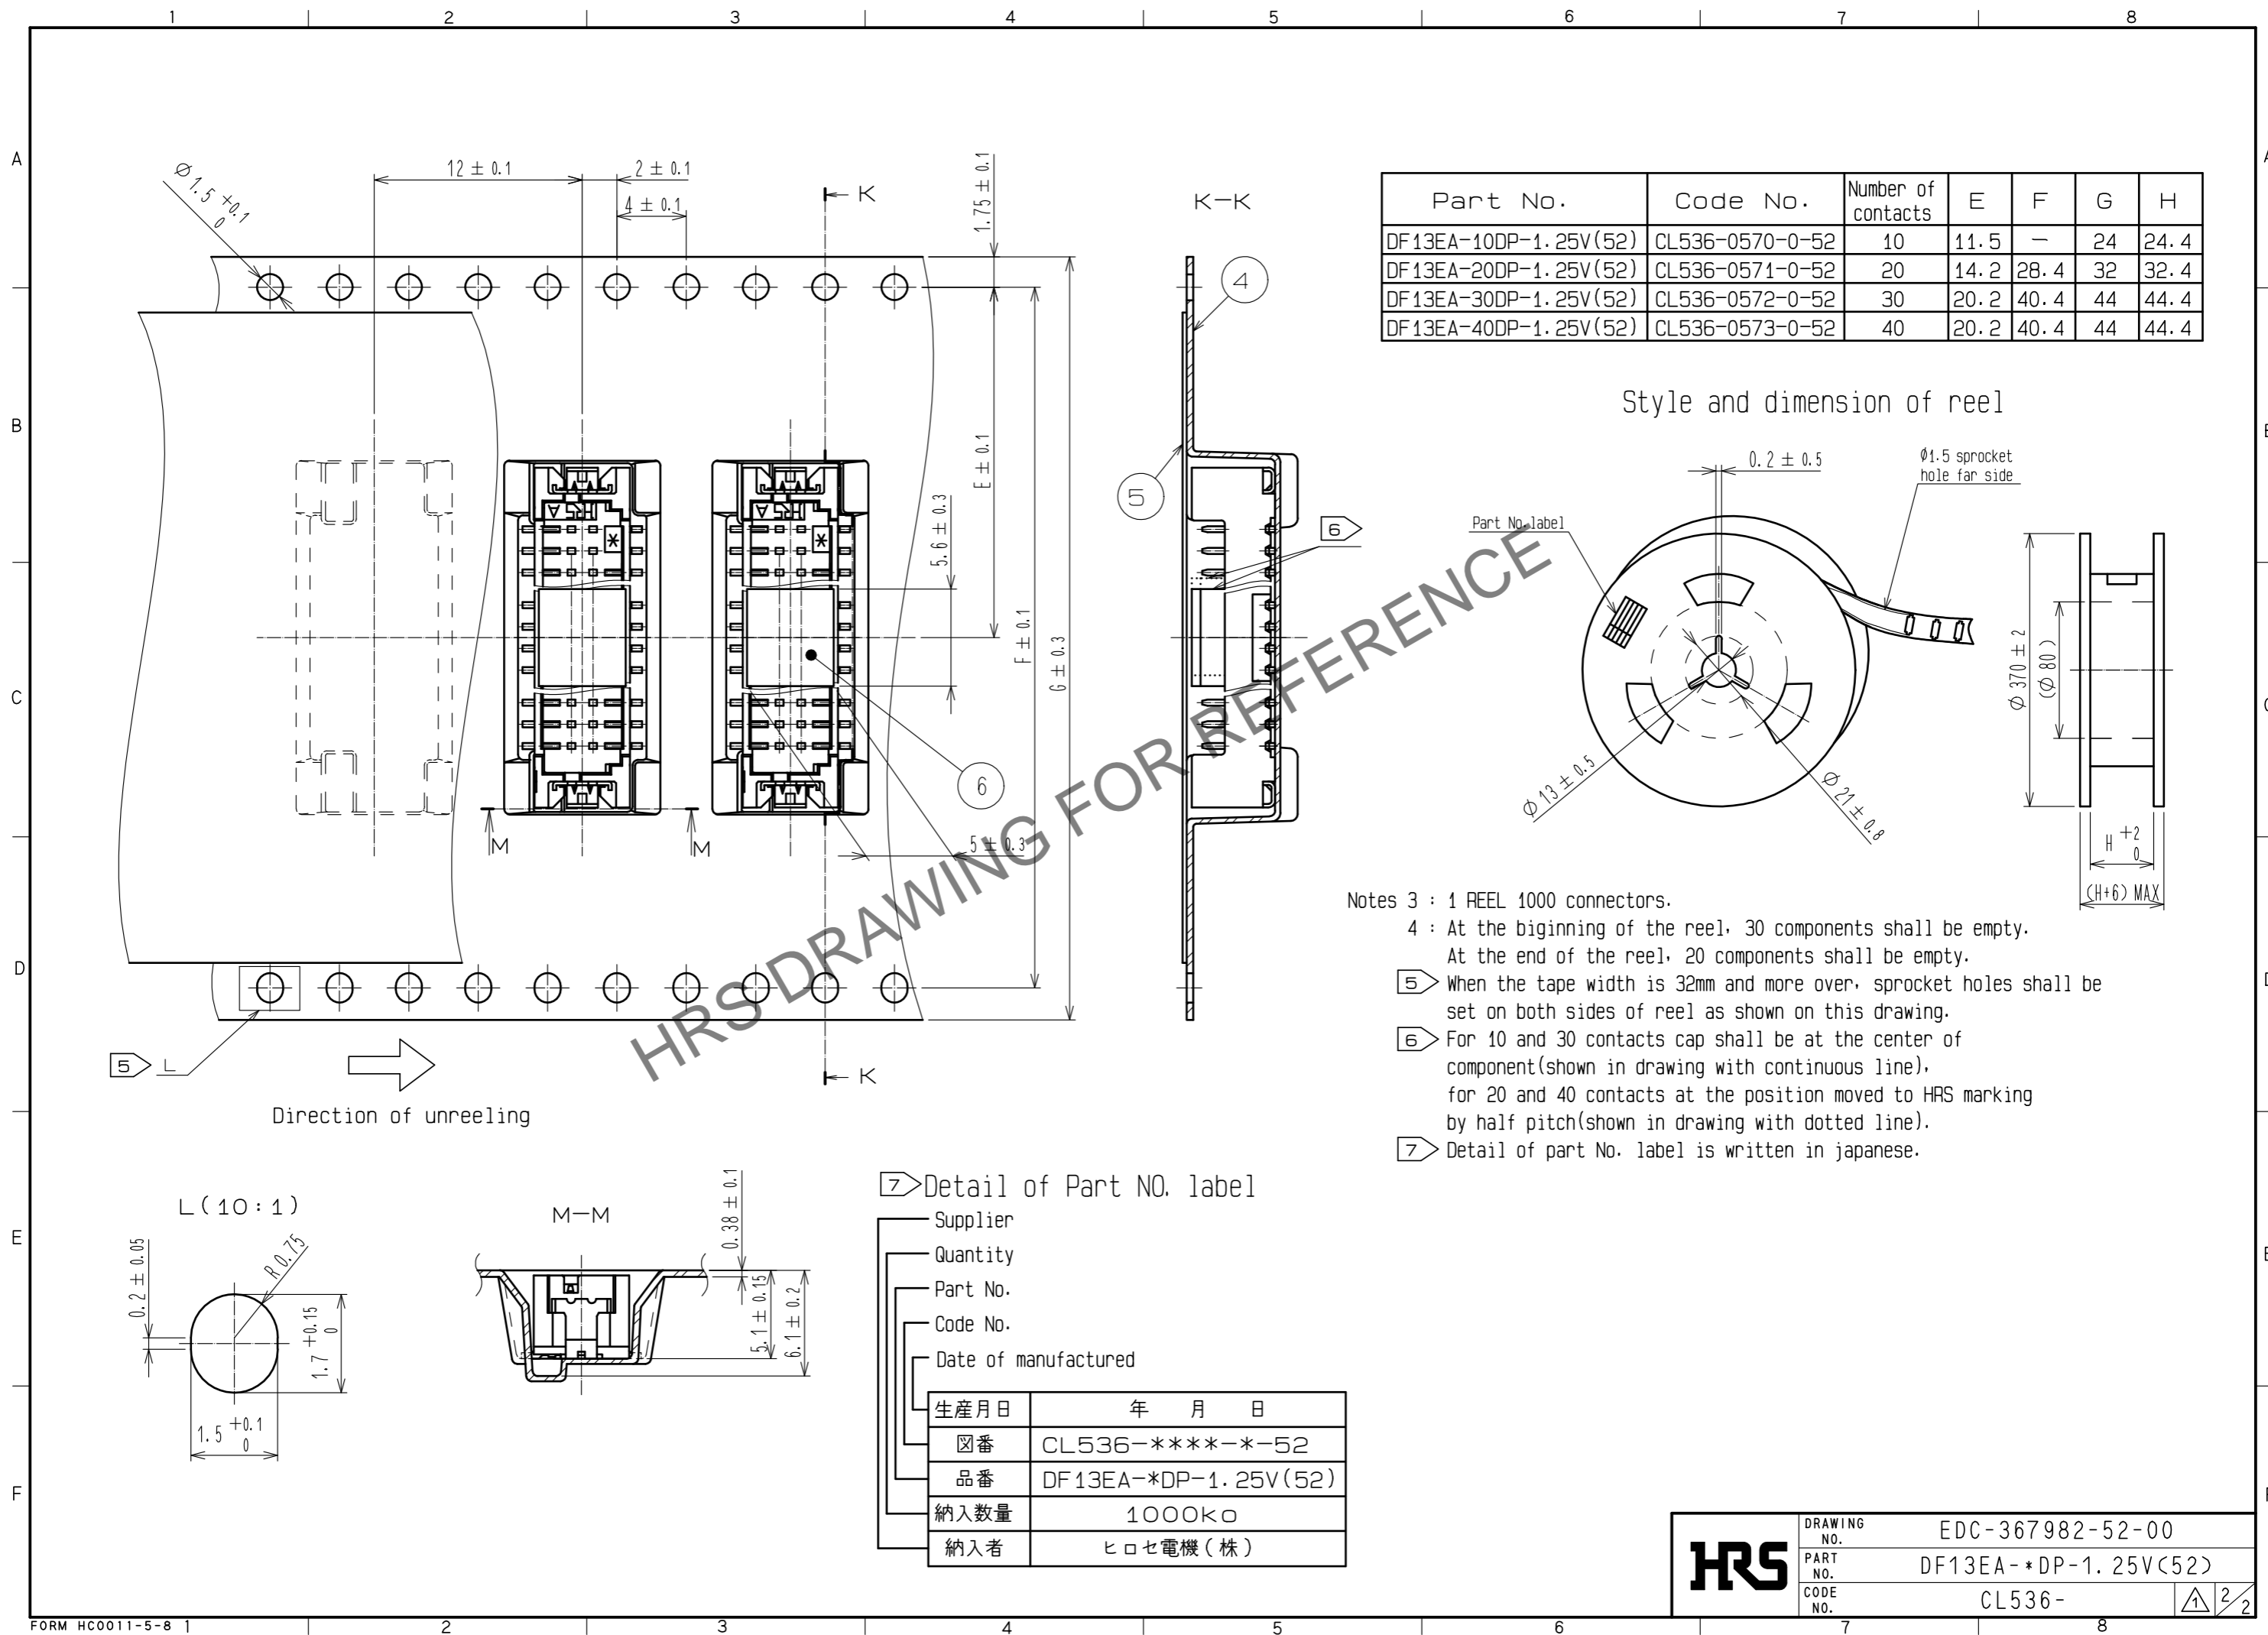 1 2 3 4 5 6 7 8
A
B
C
D
E
F
Ø1.5 +0.1 0
12 ± 0.1
2 ± 0.1
4 ± 0.1
K
1.75 ± 0.1
E ± 0.1
5.6 ± 0.3
F ± 0.1
G ± 0.3
A
*
A
*
6
M
M
5 ± 0.3
K
5 L
Direction of unreeling
K-K
4
5
6
Part No. Code No. Number of contacts E F G H
DF13EA-10DP-1.25V(52) CL536-0570-0-52 10 11.5 — 24 24.4
DF13EA-20DP-1.25V(52) CL536-0571-0-52 20 14.2 28.4 32 32.4
DF13EA-30DP-1.25V(52) CL536-0572-0-52 30 20.2 40.4 44 44.4
DF13EA-40DP-1.25V(52) CL536-0573-0-52 40 20.2 40.4 44 44.4
Style and dimension of reel
0.2 ± 0.5
Ø1.5 sprocket
hole far side
Part No. label
Ø 370 ± 2
(Ø 80)
Ø 13 ± 0.5
Ø 21 ± 0.8
H +2 0
(H+6) MAX
HRS DRAWING FOR REFERENCE
Notes 3 : 1 REEL 1000 connectors.
4 : At the biginning of the reel, 30 components shall be empty.
At the end of the reel, 20 components shall be empty.
5 When the tape width is 32mm and more over, sprocket holes shall be
set on both sides of reel as shown on this drawing.
6 For 10 and 30 contacts cap shall be at the center of
component(shown in drawing with continuous line),
for 20 and 40 contacts at the position moved to HRS marking
by half pitch(shown in drawing with dotted line).
7 Detail of part No. label is written in japanese.
L(10:1)
0.2 ± 0.05
R 0.75
1.7 +0.15 0
1.5 +0.1 0
M-M
0.38 ± 0.1
5.1 ± 0.15
6.1 ± 0.2
7 Detail of Part NO. label
Supplier
Quantity
Part No.
Code No.
Date of manufactured
生産月日 年 月 日
図番 CL536-****-*-52
品番 DF13EA-*DP-1.25V(52)
納入数量 1000ko
納入者 ヒロセ電機(株)
HRS
DRAWING NO. EDC-367982-52-00
PART NO. DF13EA-*DP-1.25V(52)
CODE NO. CL536- 1 2/2
FORM HC0011-5-8 1 2 3 4 5 6 7 8